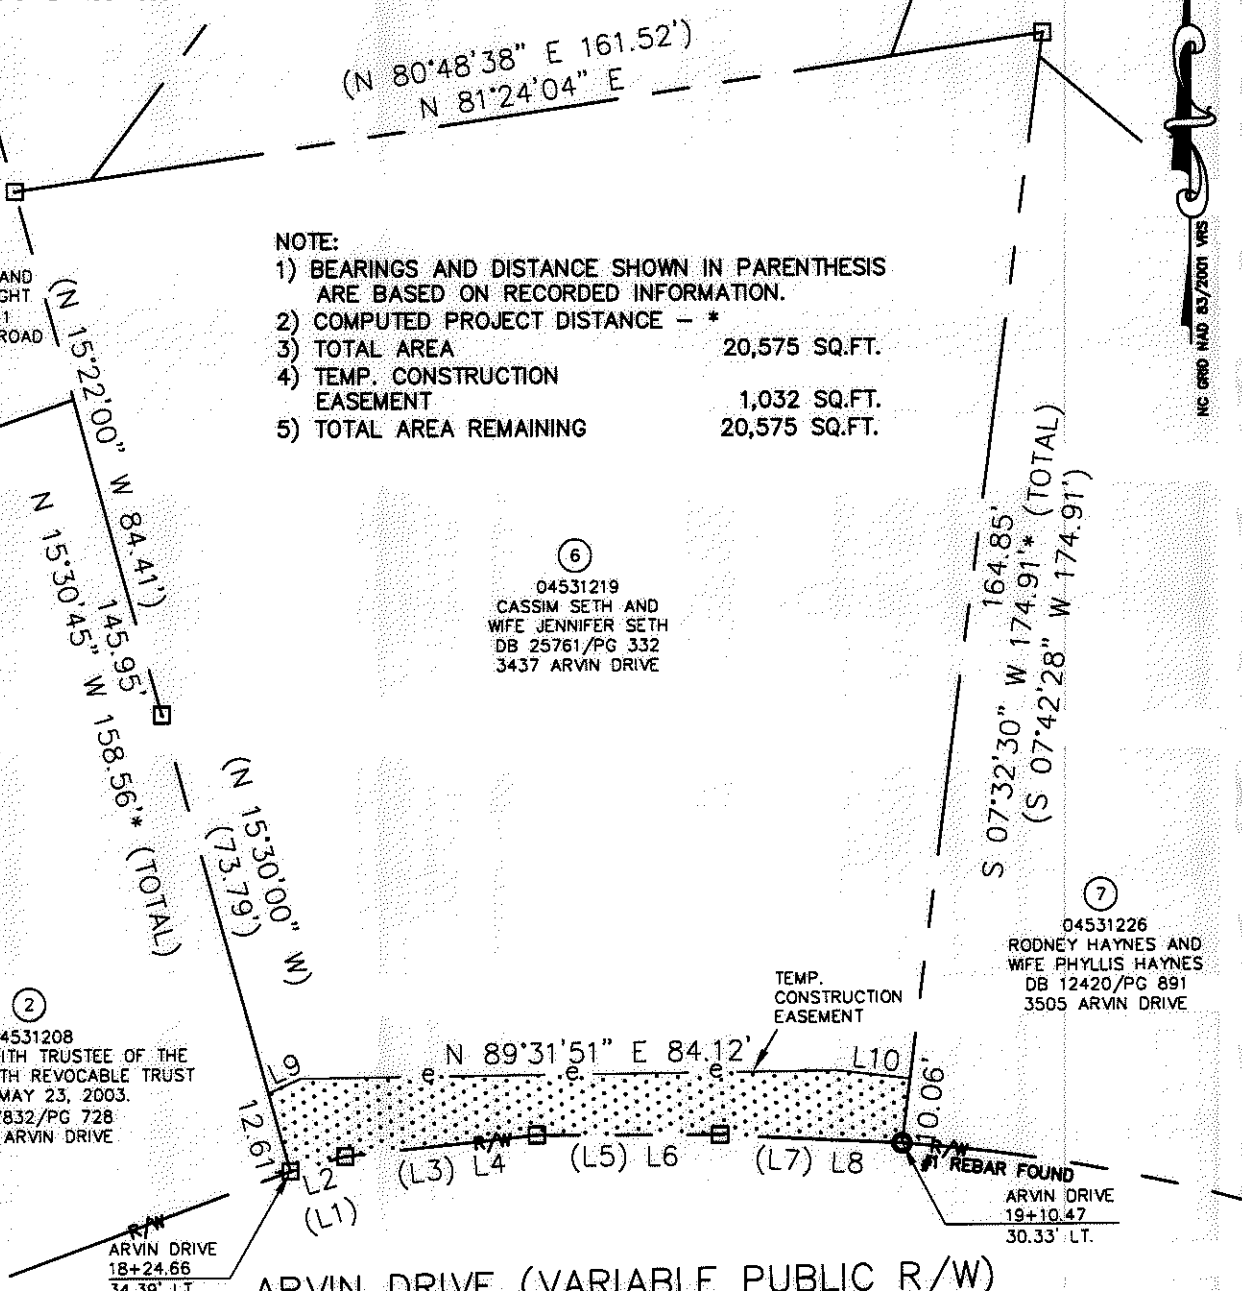 (N 80°48'38" E 161.52')
N 81°24'04" E
NC GRID NAD 83/2001 VRS
NOTE:
1) BEARINGS AND DISTANCE SHOWN IN PARENTHESIS
ARE BASED ON RECORDED INFORMATION.
2) COMPUTED PROJECT DISTANCE – *
3) TOTAL AREA 20,575 SQ.FT.
4) TEMP. CONSTRUCTION
EASEMENT 1,032 SQ.FT.
5) TOTAL AREA REMAINING 20,575 SQ.FT.
AND
GHT
1
ROAD
(N 15°22'00" W 84.41')
145.95'
N 15°30'45" W 158.56'* (TOTAL)
(N 15°30'00" W)
(73.79')
6
04531219
CASSIM SETH AND
WIFE JENNIFER SETH
DB 25761/PG 332
3437 ARVIN DRIVE
164.85'
S 07°32'30" W 174.91'* (TOTAL)
(S 07°42'28" W 174.91')
7
04531226
RODNEY HAYNES AND
WIFE PHYLLIS HAYNES
DB 12420/PG 891
3505 ARVIN DRIVE
2
4531208
ITH TRUSTEE OF THE
TH REVOCABLE TRUST
MAY 23, 2003.
7832/PG 728
ARVIN DRIVE
TEMP.
CONSTRUCTION
EASEMENT
L9
N 89°31'51" E 84.12'
L10
e e e
12.61'
10.06'
L2
(L1)
(L3) L4
R/W
(L5) L6
(L7) L8
R/W
#1 REBAR FOUND
ARVIN DRIVE
19+10.47
30.33' LT.
R/W
ARVIN DRIVE
18+24.66
34.39' LT.
ARVIN DRIVE (VARIABLE PUBLIC R/W)